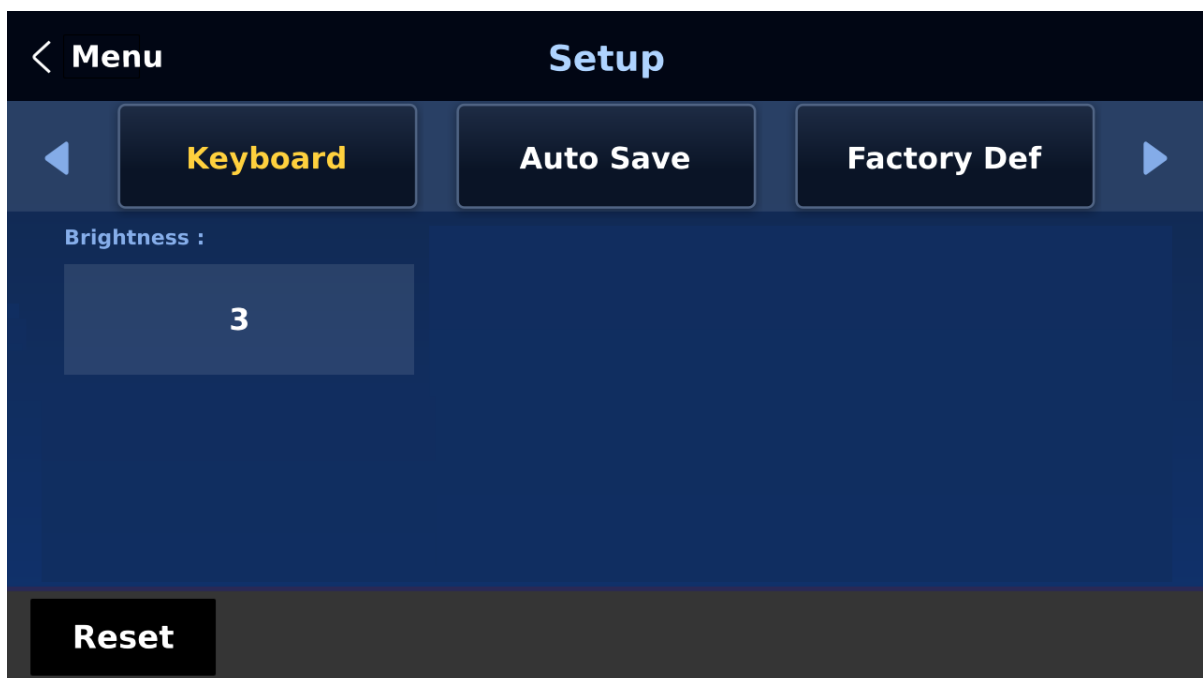 Menu
Setup
Keyboard
Auto Save
Factory Def
Brightness :
3
Reset